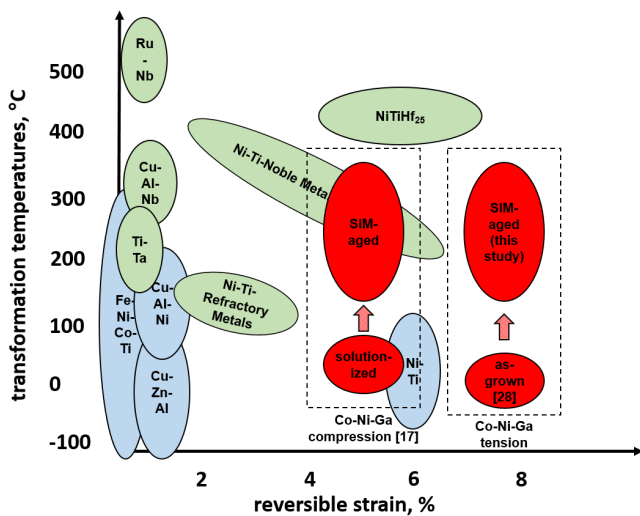 transformation temperatures, °C
500
400
300
200
100
0
-100
Ru
-
Nb
Cu-
Al-
Nb
Ti-
Ta
Fe-
Ni-
Co-
Ti
Cu-
Al-
Ni
Cu-
Zn-
Al
Ni-Ti-Noble Metal
Ni-Ti-
Refractory
Metals
NiTiHf25
SIM-
aged
solution-
ized
Ni-
Ti
Co-Ni-Ga
compression [17]
SIM-
aged
(this
study)
as-
grown
[28]
Co-Ni-Ga
tension
2
4
6
8
reversible strain, %